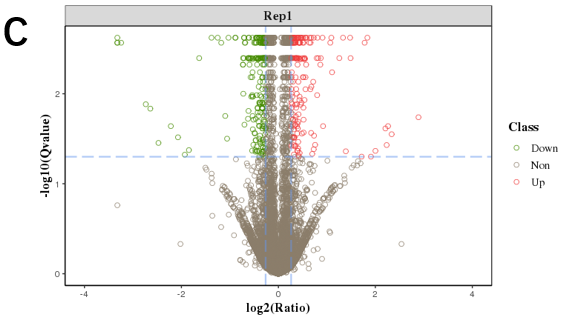 C
Rep1
-log10(Qvalue)
2
1
0
-4
-2
0
2
4
log2(Ratio)
Class
Down
Non
Up